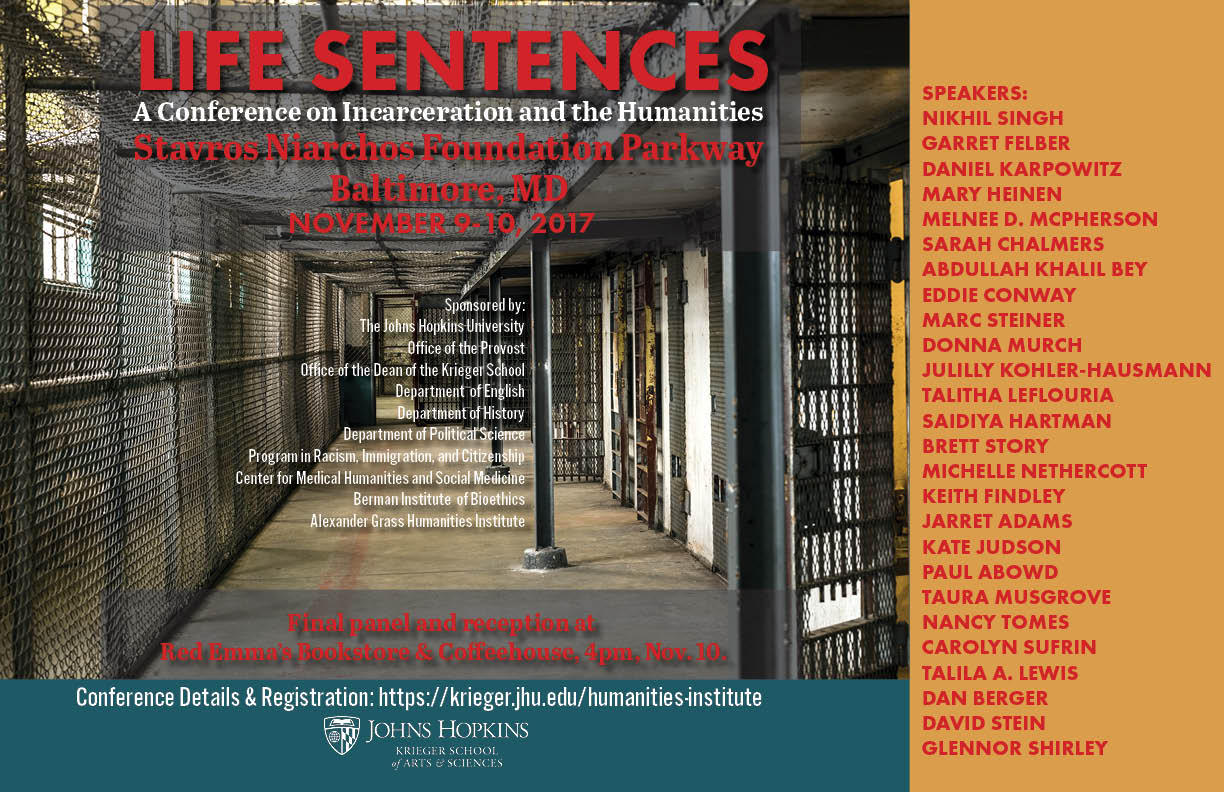 LIFE SENTENCES
A Conference on Incarceration and the Humanities
Stavros Niarchos Foundation Parkway
Baltimore, MD
NOVEMBER 9-10, 2017
Sponsored by:
The Johns Hopkins University
Office of the Provost
Office of the Dean of the Krieger School
Department of English
Department of History
Department of Political Science
Program in Racism, Immigration, and Citizenship
Center for Medical Humanities and Social Medicine
Berman Institute of Bioethics
Alexander Grass Humanities Institute
Final panel and reception at
Red Emma's Bookstore & Coffeehouse, 4pm, Nov. 10.
Conference Details & Registration: https://krieger.jhu.edu/humanities-institute
JOHNS HOPKINS
KRIEGER SCHOOL
of ARTS & SCIENCES
SPEAKERS:
NIKHIL SINGH
GARRET FELBER
DANIEL KARPOWITZ
MARY HEINEN
MELNEE D. MCPHERSON
SARAH CHALMERS
ABDULLAH KHALIL BEY
EDDIE CONWAY
MARC STEINER
DONNA MURCH
JULILLY KOHLER-HAUSMANN
TALITHA LEFLOURIA
SAIDIYA HARTMAN
BRETT STORY
MICHELLE NETHERCOTT
KEITH FINDLEY
JARRET ADAMS
KATE JUDSON
PAUL ABOWD
TAURA MUSGROVE
NANCY TOMES
CAROLYN SUFRIN
TALILA A. LEWIS
DAN BERGER
DAVID STEIN
GLENNOR SHIRLEY